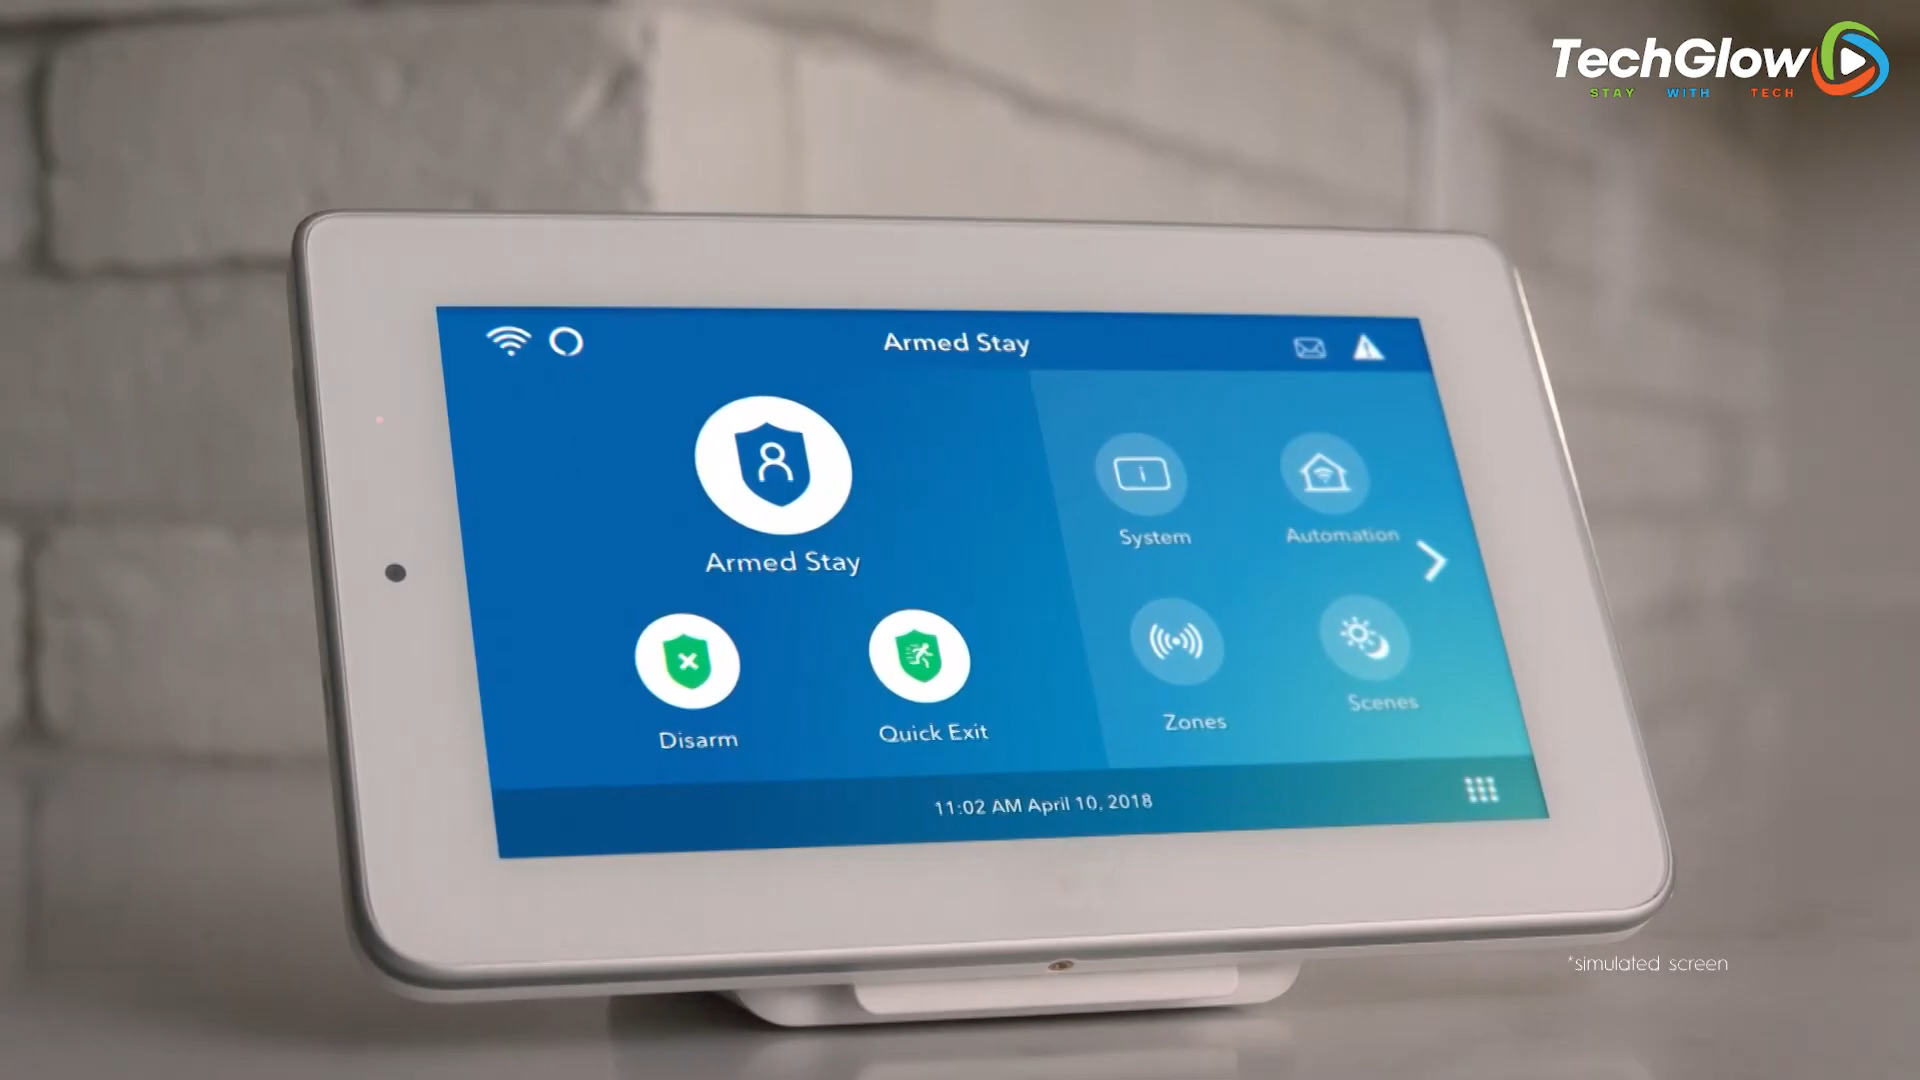 TechGlow
STAY WITH TECH
Armed Stay
Armed Stay
System
Automation
Disarm
Quick Exit
Zones
Scenes
11:02 AM April 10, 2018
*simulated screen